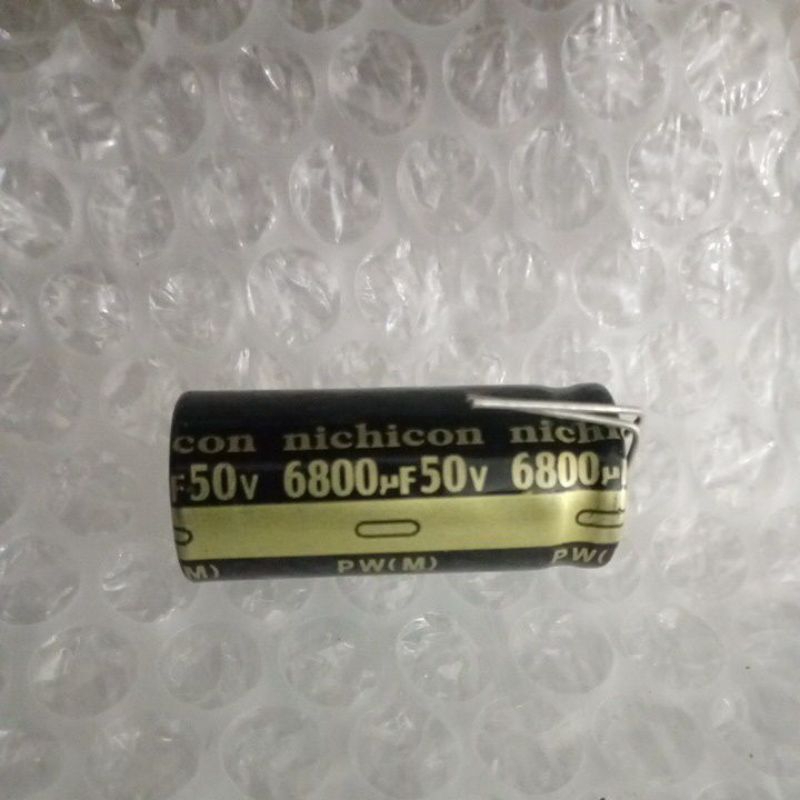 con nichicon nichi
F50V 6800µF50V 6800µ
M) PW(M) PW(